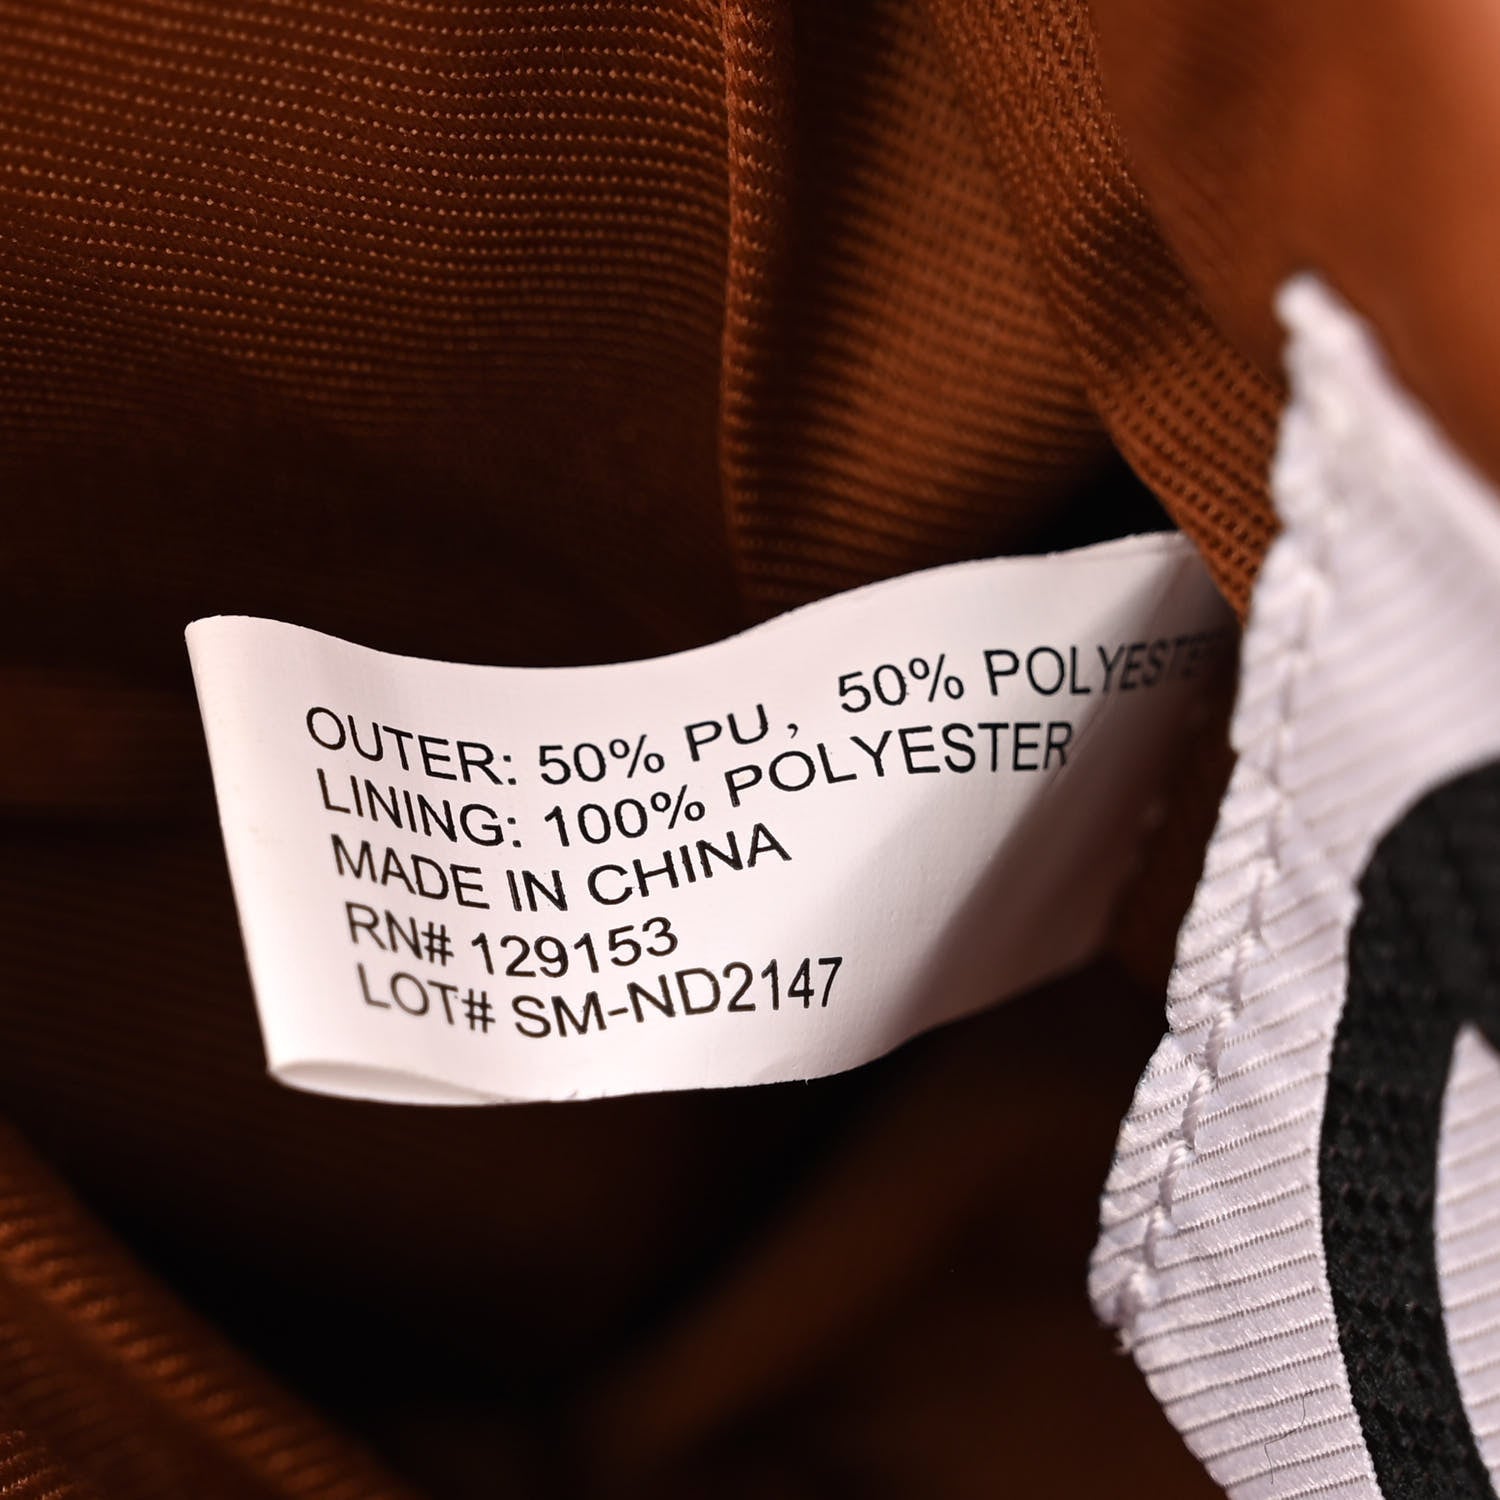 OUTER: 50% PU, 50% POLYESTER
LINING: 100% POLYESTER
MADE IN CHINA
RN# 129153
LOT# SM-ND2147